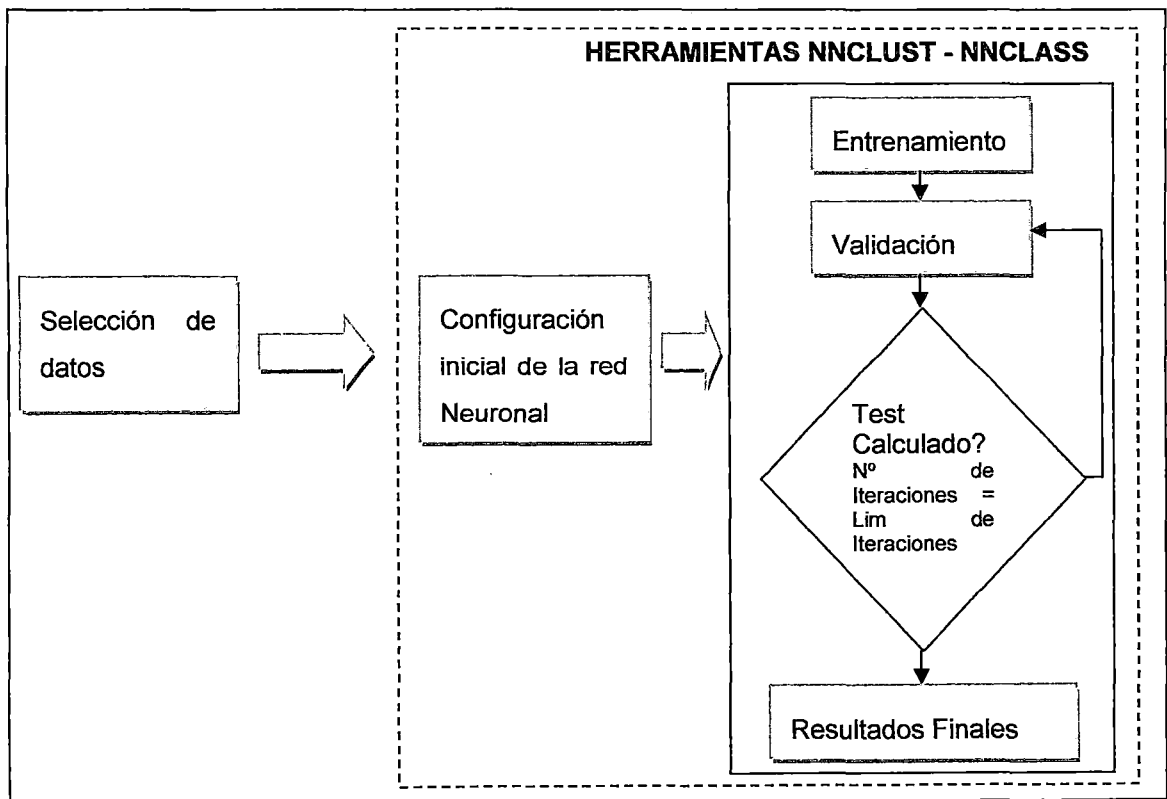 HERRAMIENTAS NNCLUST - NNCLASS
Selección de
datos
Configuración
inicial de la red
Neuronal
Entrenamiento
Validación
Test
Calculado?
Nº de
Iteraciones =
Lim de
Iteraciones
Resultados Finales